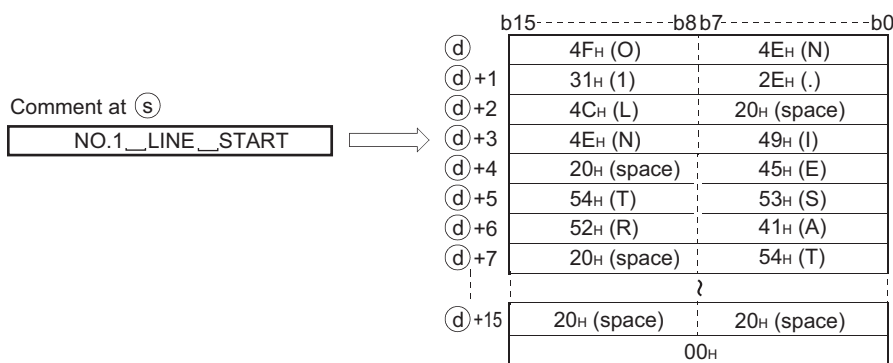 b15 b8 b7 b0
d 4FH (O) 4EH (N)
d +1 31H (1) 2EH (.)
Comment at s
d +2 4CH (L) 20H (space)
NO.1␣LINE␣START
d +3 4EH (N) 49H (I)
d +4 20H (space) 45H (E)
d +5 54H (T) 53H (S)
d +6 52H (R) 41H (A)
d +7 20H (space) 54H (T)
d +15 20H (space) 20H (space)
00H